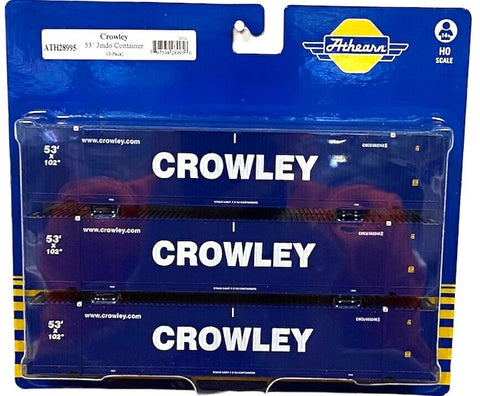 Crowley
ATH28995
53' Jindo Container
(3-Pack)
Athearn
14+
HO
SCALE
53'
X
102"
www.crowley.com
CROWLEY
53'
X
102"
www.crowley.com
CROWLEY
53'
X
102"
www.crowley.com
CROWLEY